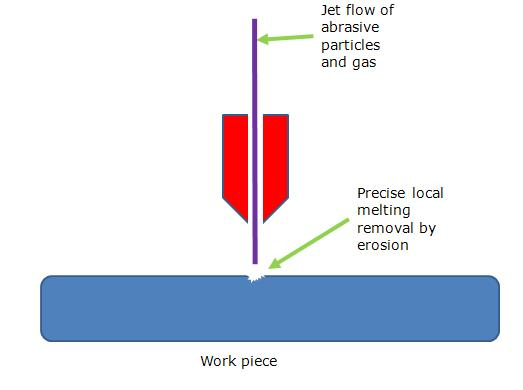 Jet flow of
abrasive
particles
and gas
Precise local
melting
removal by
erosion
Work piece